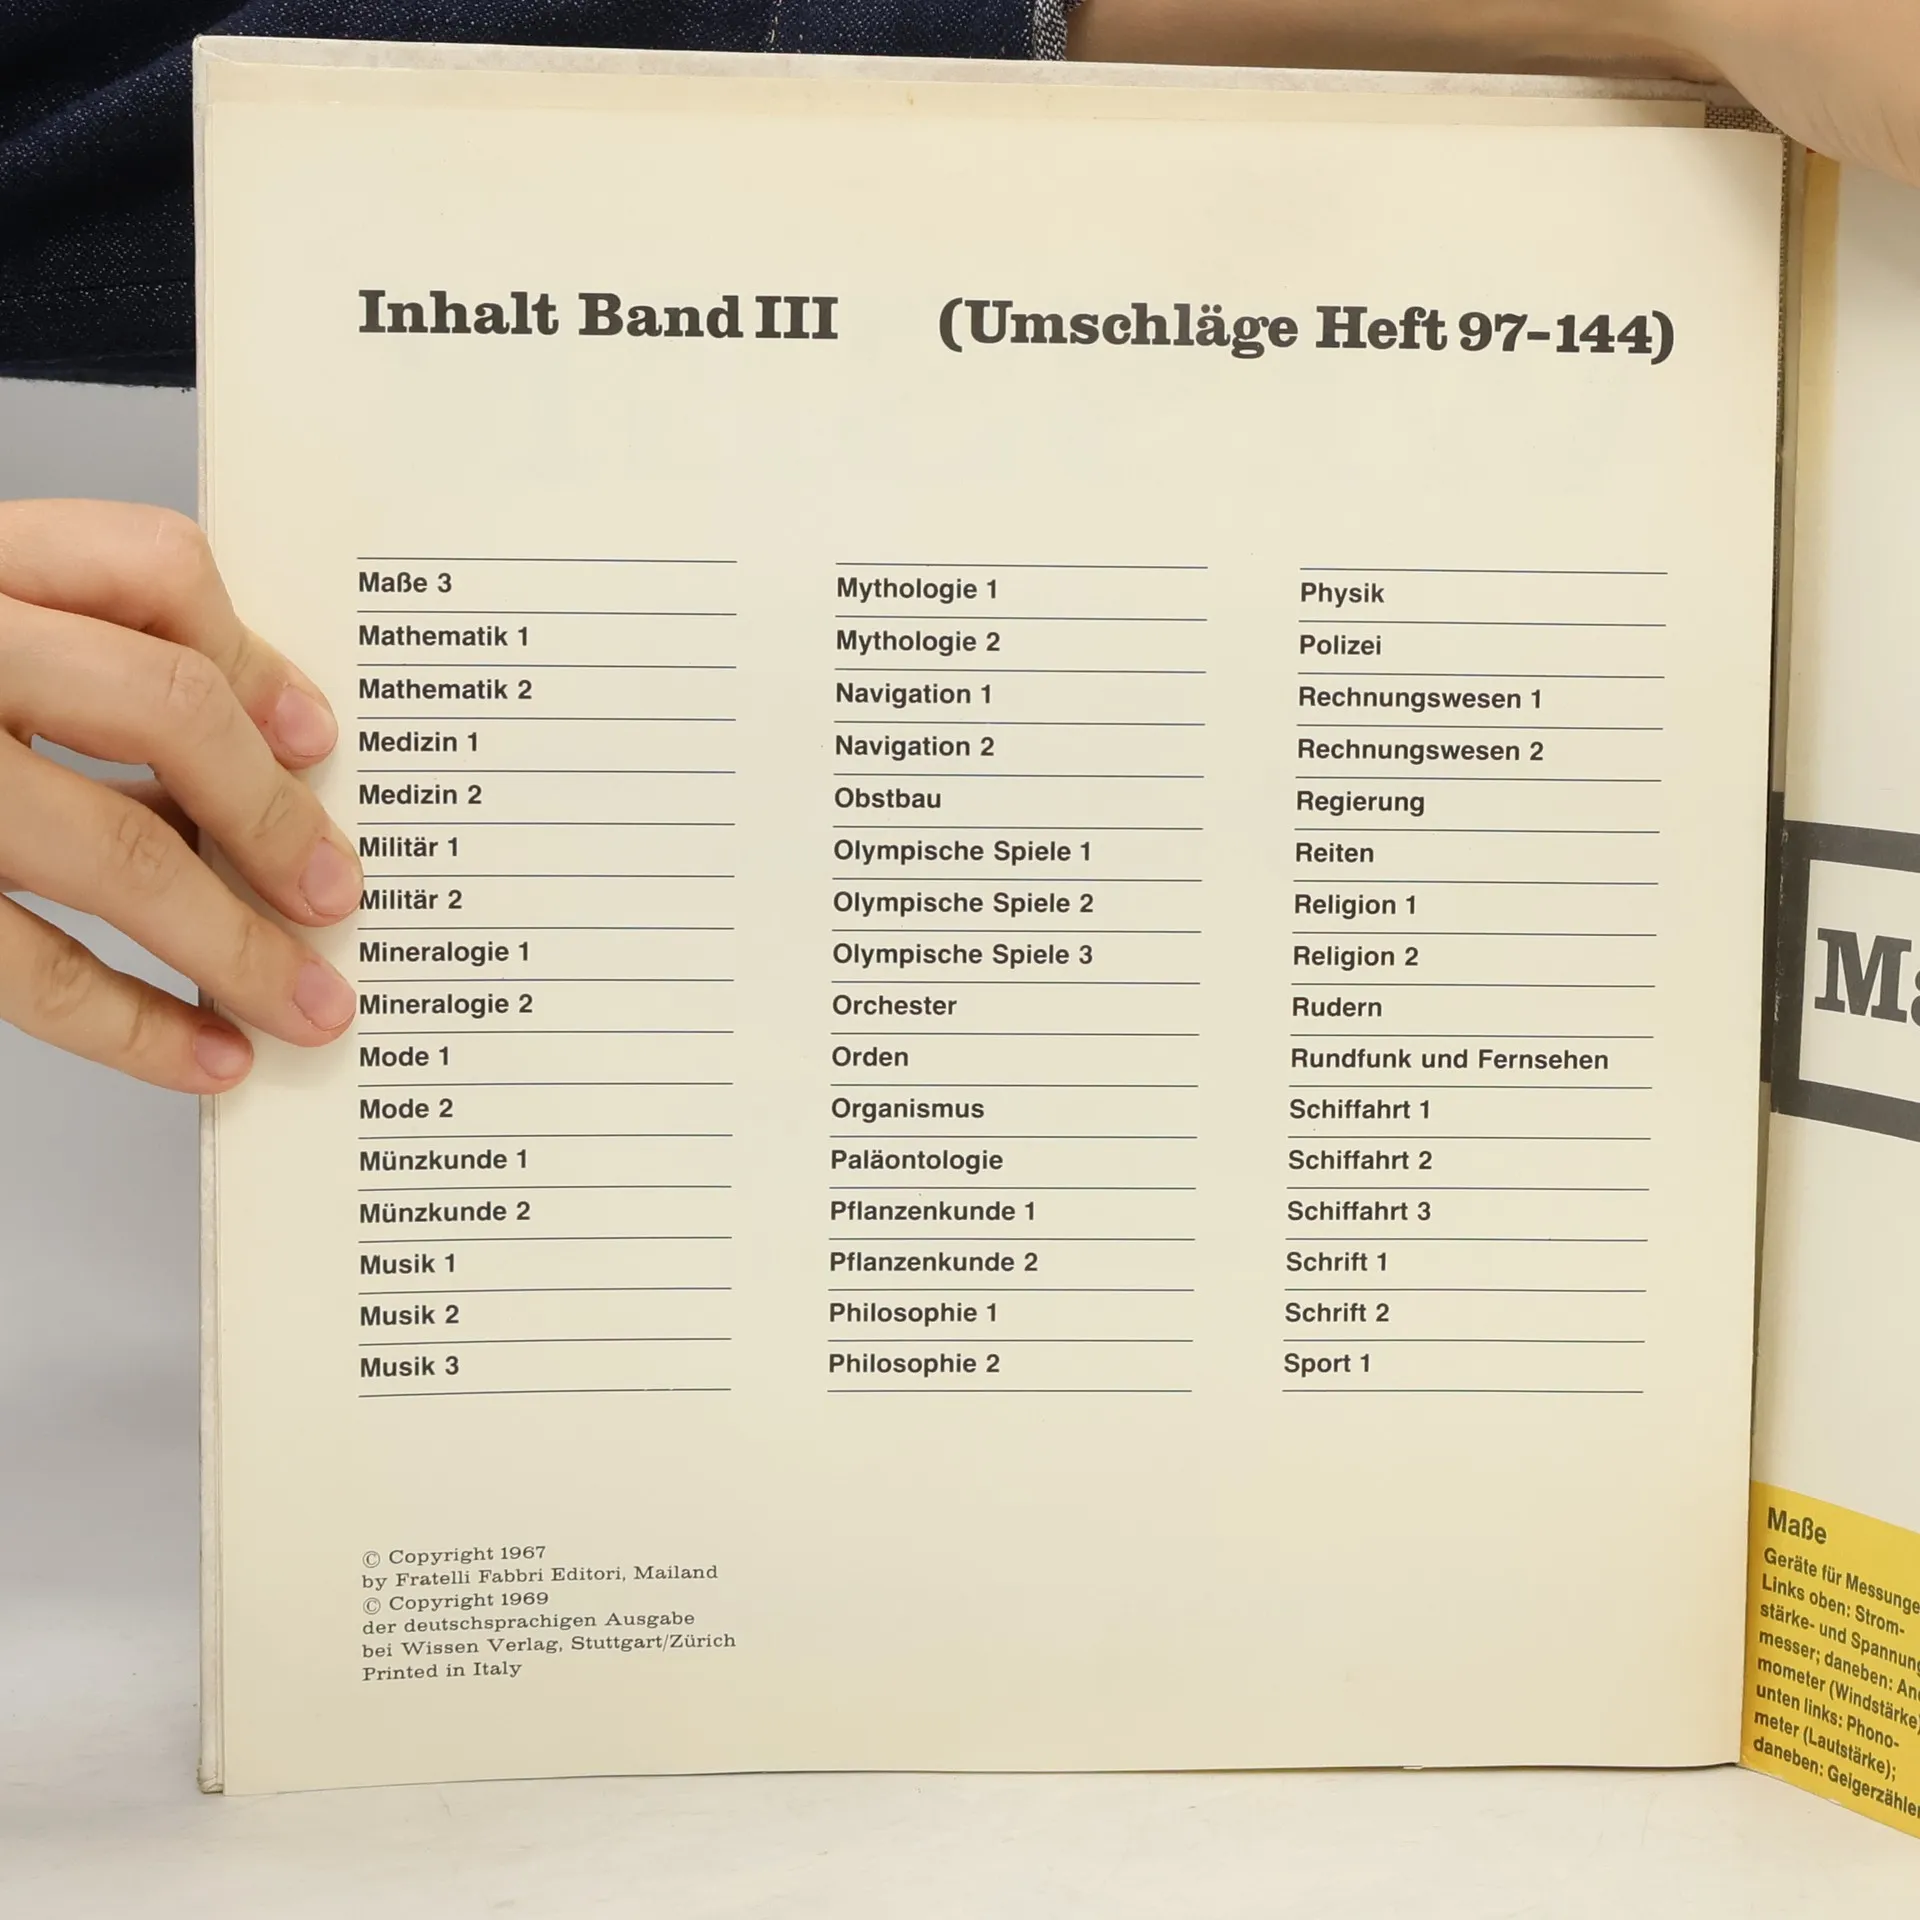 Inhalt Band III (Umschläge Heft 97-144)
Maße 3
Mathematik 1
Mathematik 2
Medizin 1
Medizin 2
Militär 1
Militär 2
Mineralogie 1
Mineralogie 2
Mode 1
Mode 2
Münzkunde 1
Münzkunde 2
Musik 1
Musik 2
Musik 3
Mythologie 1
Mythologie 2
Navigation 1
Navigation 2
Obstbau
Olympische Spiele 1
Olympische Spiele 2
Olympische Spiele 3
Orchester
Orden
Organismus
Paläontologie
Pflanzenkunde 1
Pflanzenkunde 2
Philosophie 1
Philosophie 2
Physik
Polizei
Rechnungswesen 1
Rechnungswesen 2
Regierung
Reiten
Religion 1
Religion 2
Rudern
Rundfunk und Fernsehen
Schiffahrt 1
Schiffahrt 2
Schiffahrt 3
Schrift 1
Schrift 2
Sport 1
© Copyright 1967
by Fratelli Fabbri Editori, Mailand
© Copyright 1969
der deutschsprachigen Ausgabe
bei Wissen Verlag, Stuttgart/Zürich
Printed in Italy
Maße
Geräte für Messunge
Links oben: Strom-
stärke- und Spannung
messer; daneben: An
mometer (Windstärke)
unten links: Phono-
meter (Lautstärke);
daneben: Geigerzähle